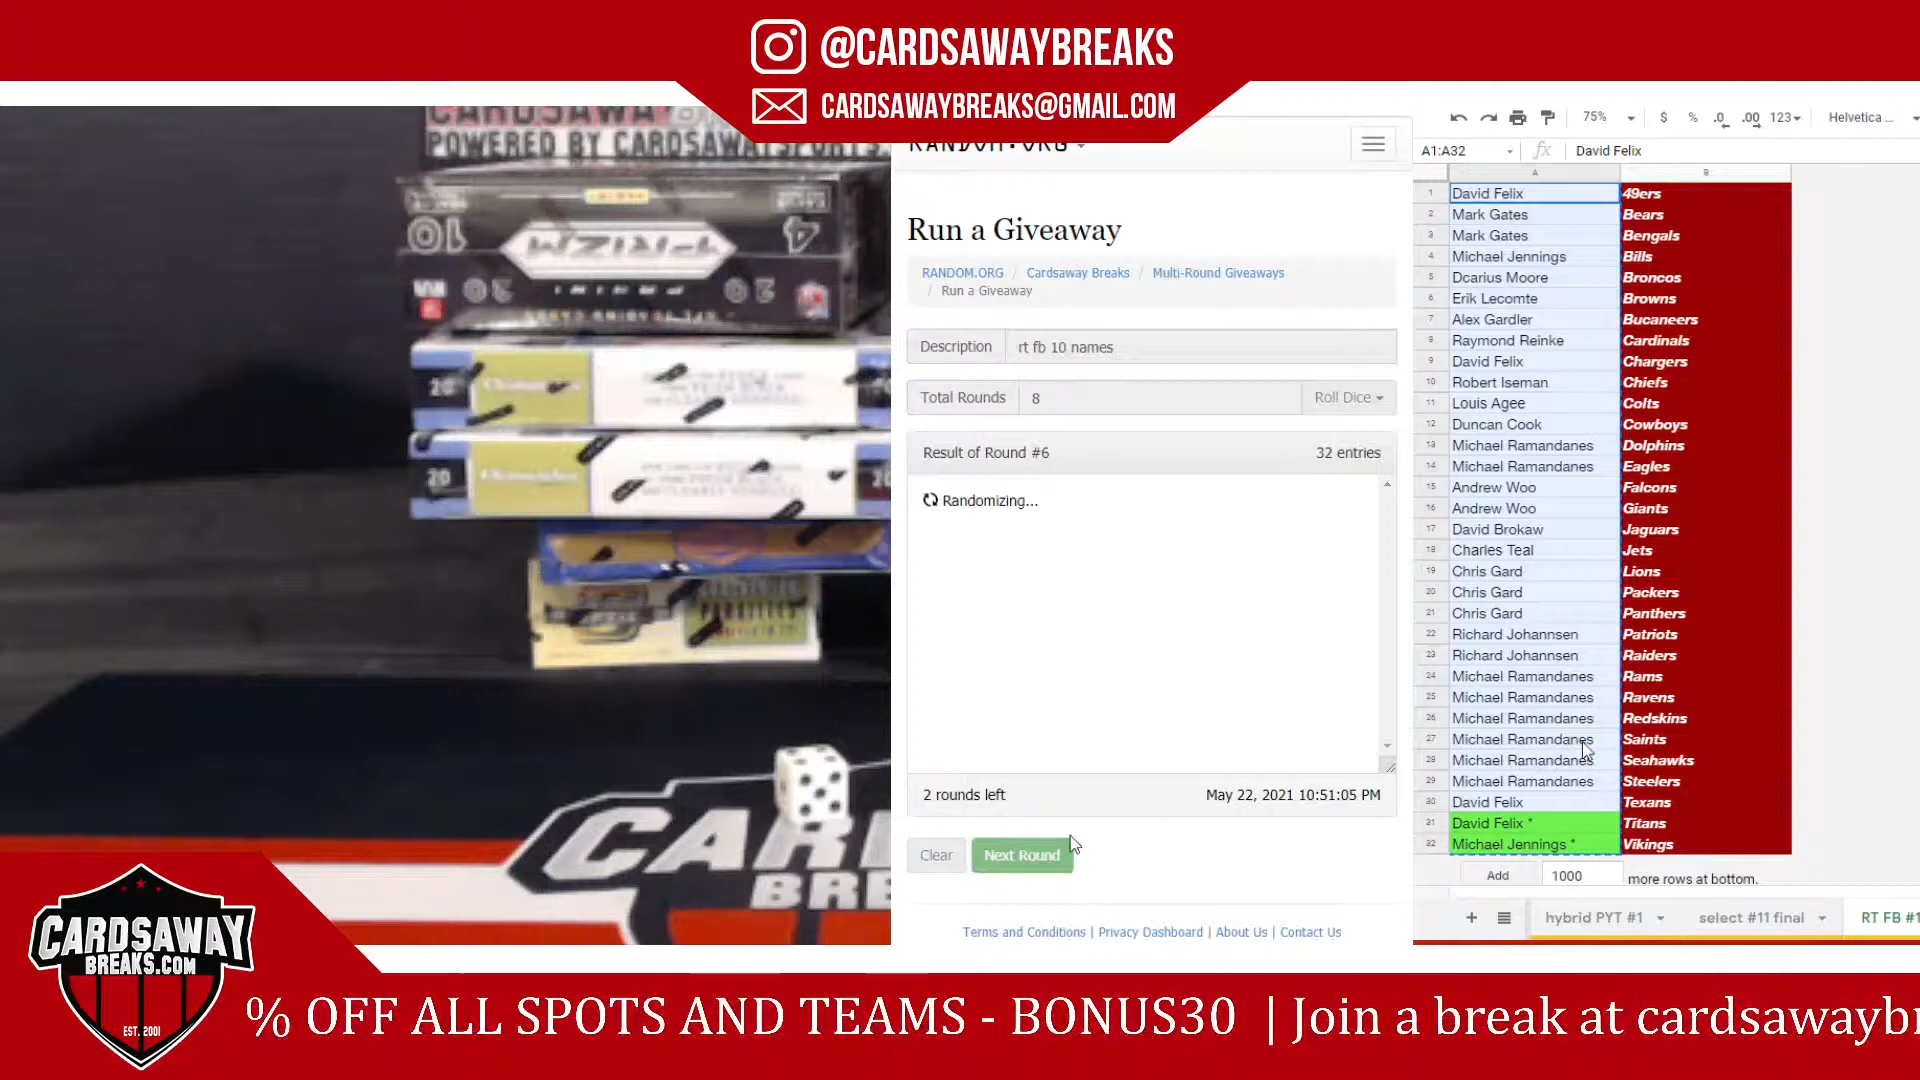 @CARDSAWAYBREAKS
CARDSAWAYBREAKS@GMAIL.COM
POWERED BY CARDSAWAYSPORTS.
PRIZM
RANDOM.ORG
Run a Giveaway
RANDOM.ORG / Cardsaway Breaks / Multi-Round Giveaways
/ Run a Giveaway
Description rt fb 10 names
Total Rounds 8 Roll Dice
Result of Round #6 32 entries
Randomizing...
2 rounds left May 22, 2021 10:51:05 PM
Clear Next Round
Terms and Conditions | Privacy Dashboard | About Us | Contact Us
75% $ % .0 .00 123 Helvetica ...
A1:A32 fx David Felix
A B
1 David Felix 49ers
2 Mark Gates Bears
3 Mark Gates Bengals
4 Michael Jennings Bills
5 Dcarius Moore Broncos
6 Erik Lecomte Browns
7 Alex Gardler Bucaneers
8 Raymond Reinke Cardinals
9 David Felix Chargers
10 Robert Iseman Chiefs
11 Louis Agee Colts
12 Duncan Cook Cowboys
13 Michael Ramandanes Dolphins
14 Michael Ramandanes Eagles
15 Andrew Woo Falcons
16 Andrew Woo Giants
17 David Brokaw Jaguars
18 Charles Teal Jets
19 Chris Gard Lions
20 Chris Gard Packers
21 Chris Gard Panthers
22 Richard Johannsen Patriots
23 Richard Johannsen Raiders
24 Michael Ramandanes Rams
25 Michael Ramandanes Ravens
26 Michael Ramandanes Redskins
27 Michael Ramandanes Saints
28 Michael Ramandanes Seahawks
29 Michael Ramandanes Steelers
30 David Felix Texans
31 David Felix * Titans
32 Michael Jennings * Vikings
Add 1000 more rows at bottom.
+ hybrid PYT #1 select #11 final RT FB #1
CARDSAWAY
BREAKS.COM
EST. 2001
% OFF ALL SPOTS AND TEAMS - BONUS30 | Join a break at cardsawaybr